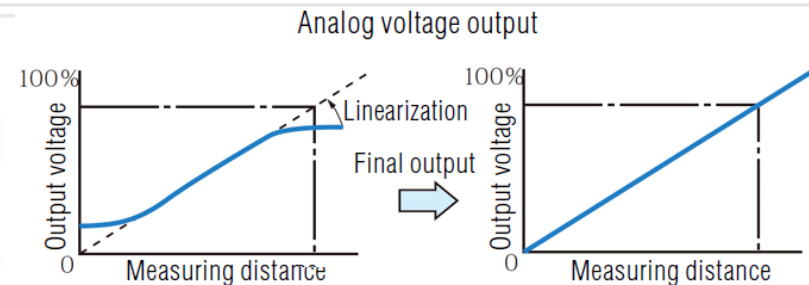 Analog voltage output
100%
Output voltage
0
Measuring distance
Linearization
Final output
100%
Output voltage
0
Measuring distance